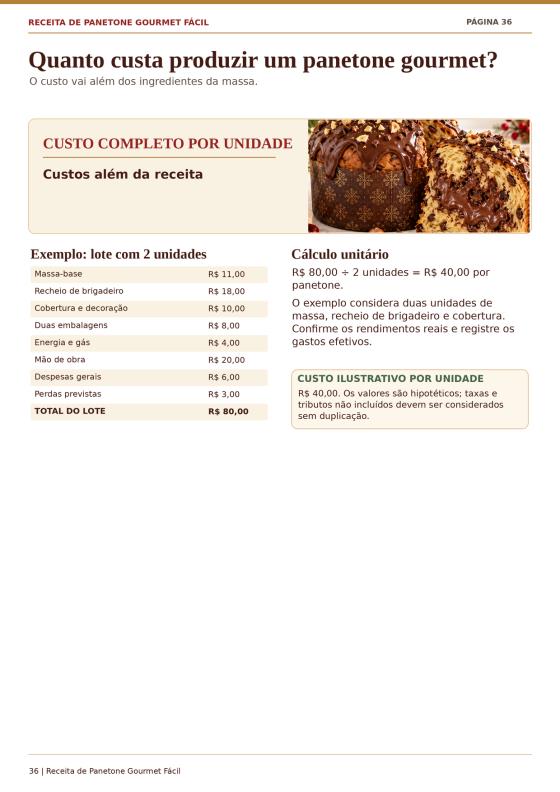 RECEITA DE PANETONE GOURMET FÁCIL
PÁGINA 36
Quanto custa produzir um panetone gourmet?
O custo vai além dos ingredientes da massa.
CUSTO COMPLETO POR UNIDADE
Custos além da receita
Exemplo: lote com 2 unidades
Massa-base R$ 11,00
Recheio de brigadeiro R$ 18,00
Cobertura e decoração R$ 10,00
Duas embalagens R$ 8,00
Energia e gás R$ 4,00
Mão de obra R$ 20,00
Despesas gerais R$ 6,00
Perdas previstas R$ 3,00
TOTAL DO LOTE R$ 80,00
Cálculo unitário
R$ 80,00 ÷ 2 unidades = R$ 40,00 por
panetone.
O exemplo considera duas unidades de
massa, recheio de brigadeiro e cobertura.
Confirme os rendimentos reais e registre os
gastos efetivos.
CUSTO ILUSTRATIVO POR UNIDADE
R$ 40,00. Os valores são hipotéticos; taxas e
tributos não incluídos devem ser considerados
sem duplicação.
36 | Receita de Panetone Gourmet Fácil